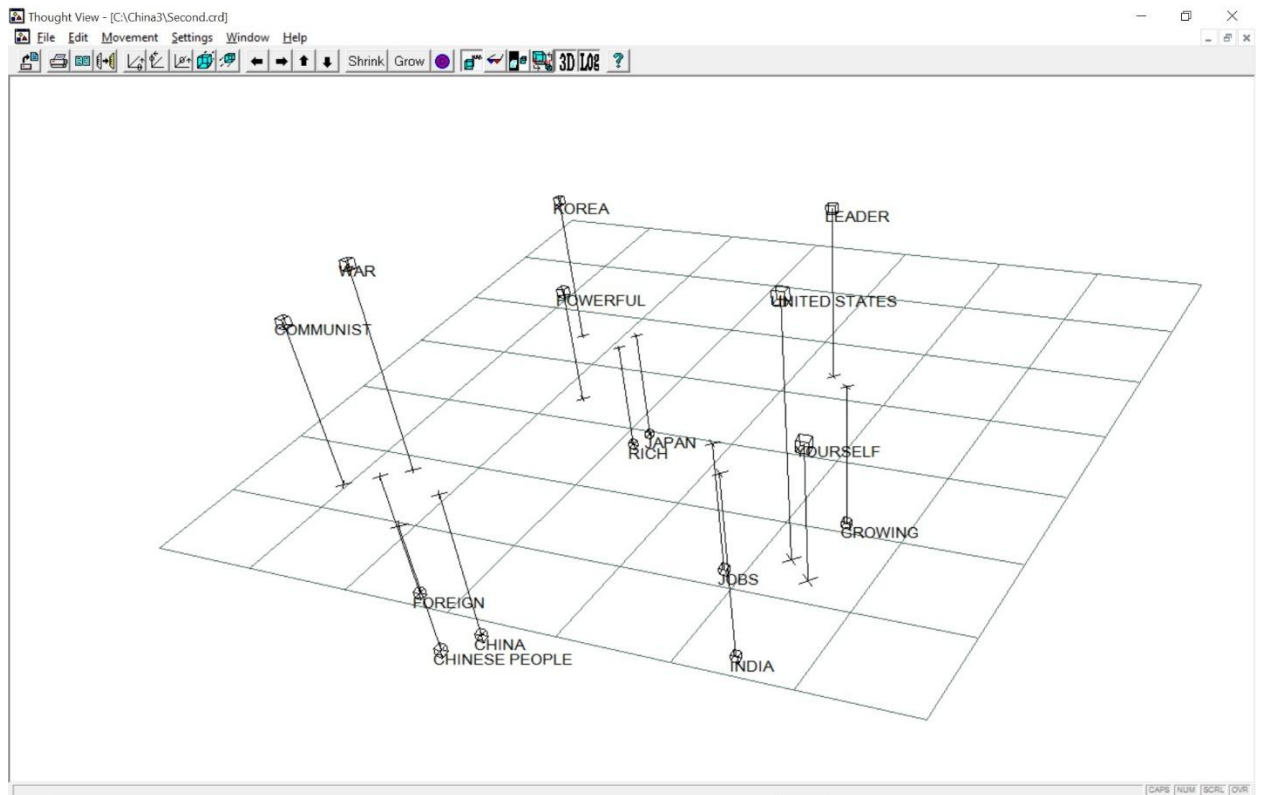 Thought View - [C:\China3\Second.crd]
File Edit Movement Settings Window Help
Shrink Grow 3D LOG ?
KOREA
LEADER
WAR
POWERFUL
UNITED STATES
COMMUNIST
JAPAN
RICH
YOURSELF
GROWING
JOBS
FOREIGN
CHINA
CHINESE PEOPLE
INDIA
CAPS NUM SCRL OVR